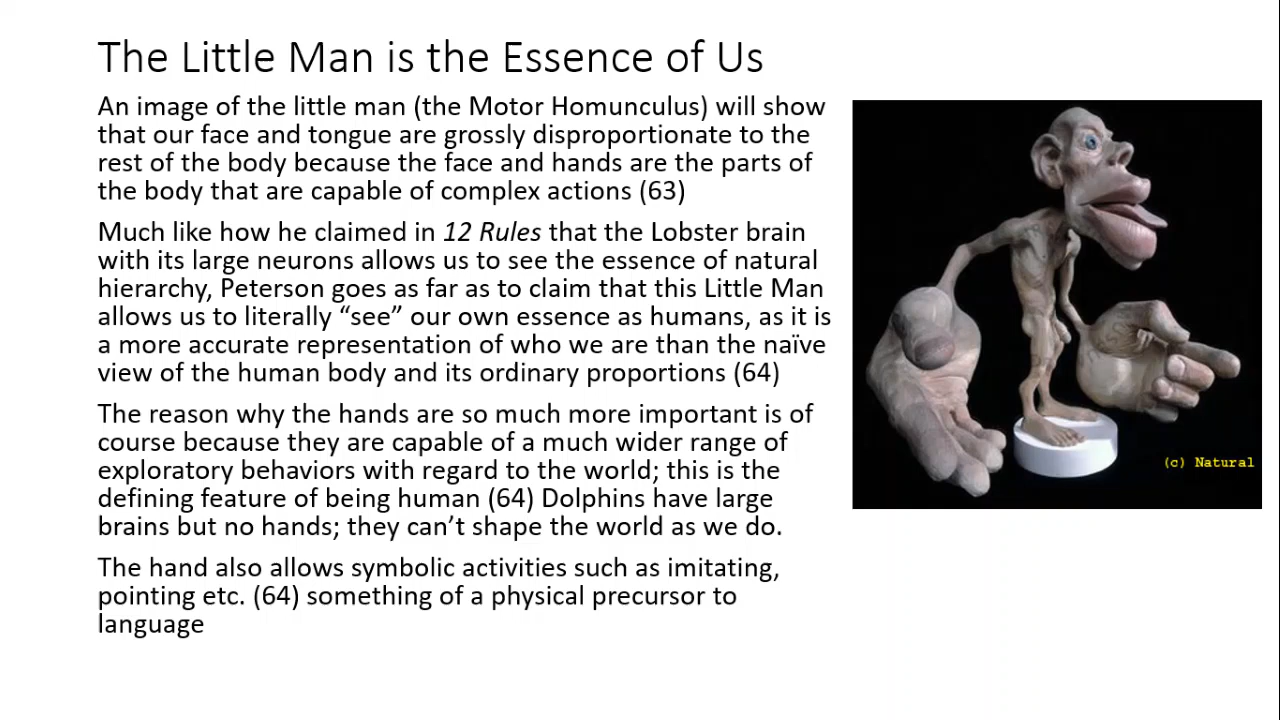 The Little Man is the Essence of Us
An image of the little man (the Motor Homunculus) will show
that our face and tongue are grossly disproportionate to the
rest of the body because the face and hands are the parts of
the body that are capable of complex actions (63)
Much like how he claimed in 12 Rules that the Lobster brain
with its large neurons allows us to see the essence of natural
hierarchy, Peterson goes as far as to claim that this Little Man
allows us to literally “see” our own essence as humans, as it is
a more accurate representation of who we are than the naïve
view of the human body and its ordinary proportions (64)
The reason why the hands are so much more important is of
course because they are capable of a much wider range of
exploratory behaviors with regard to the world; this is the
defining feature of being human (64) Dolphins have large
brains but no hands; they can’t shape the world as we do.
The hand also allows symbolic activities such as imitating,
pointing etc. (64) something of a physical precursor to
language
(c) Natural